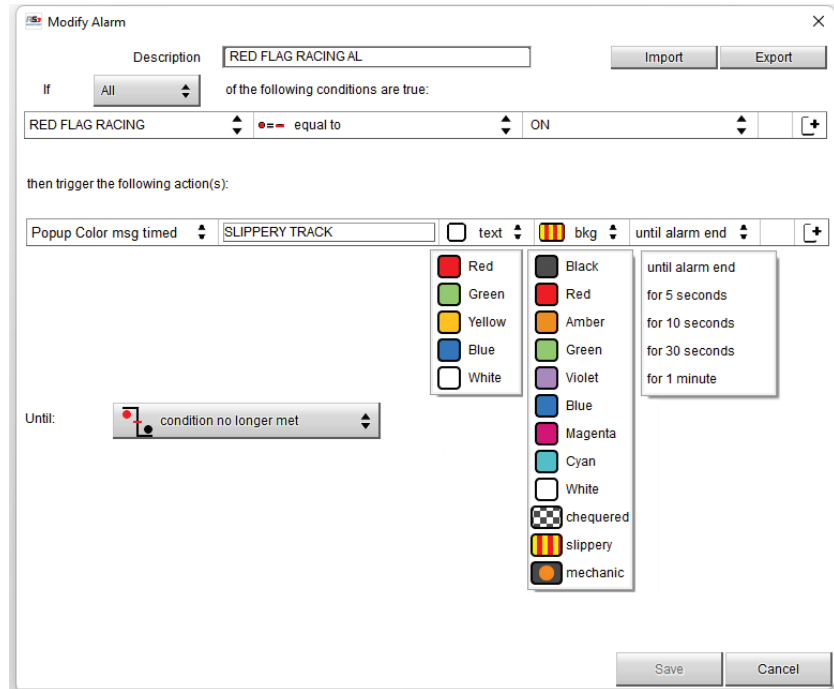 RS3 Modify Alarm
Description RED FLAG RACING AL Import Export
If All of the following conditions are true:
RED FLAG RACING equal to ON
then trigger the following action(s):
Popup Color msg timed SLIPPERY TRACK text bkg until alarm end
Red
Green
Yellow
Blue
White
Black
Red
Amber
Green
Violet
Blue
Magenta
Cyan
White
chequered
slippery
mechanic
until alarm end
for 5 seconds
for 10 seconds
for 30 seconds
for 1 minute
Until: condition no longer met
Save Cancel